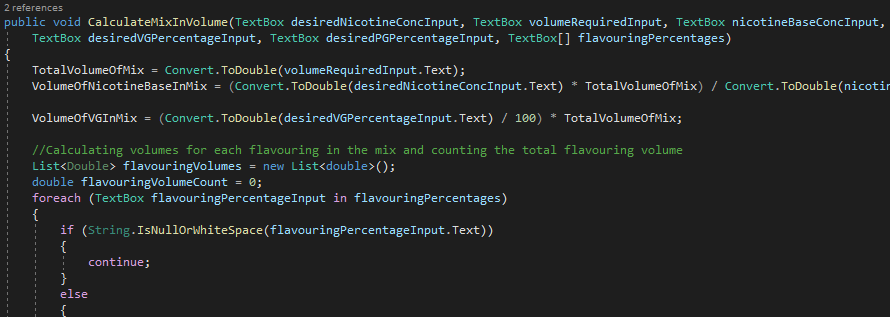 2 references
public void CalculateMixInVolume(TextBox desiredNicotineConcInput, TextBox volumeRequiredInput, TextBox nicotineBaseConcInput,
TextBox desiredVGPercentageInput, TextBox desiredPGPercentageInput, TextBox[] flavouringPercentages)
{
TotalVolumeOfMix = Convert.ToDouble(volumeRequiredInput.Text);
VolumeOfNicotineBaseInMix = (Convert.ToDouble(desiredNicotineConcInput.Text) * TotalVolumeOfMix) / Convert.ToDouble(nicotin
VolumeOfVGInMix = (Convert.ToDouble(desiredVGPercentageInput.Text) / 100) * TotalVolumeOfMix;
//Calculating volumes for each flavouring in the mix and counting the total flavouring volume
List<Double> flavouringVolumes = new List<double>();
double flavouringVolumeCount = 0;
foreach (TextBox flavouringPercentageInput in flavouringPercentages)
{
if (String.IsNullOrWhiteSpace(flavouringPercentageInput.Text))
{
continue;
}
else
{